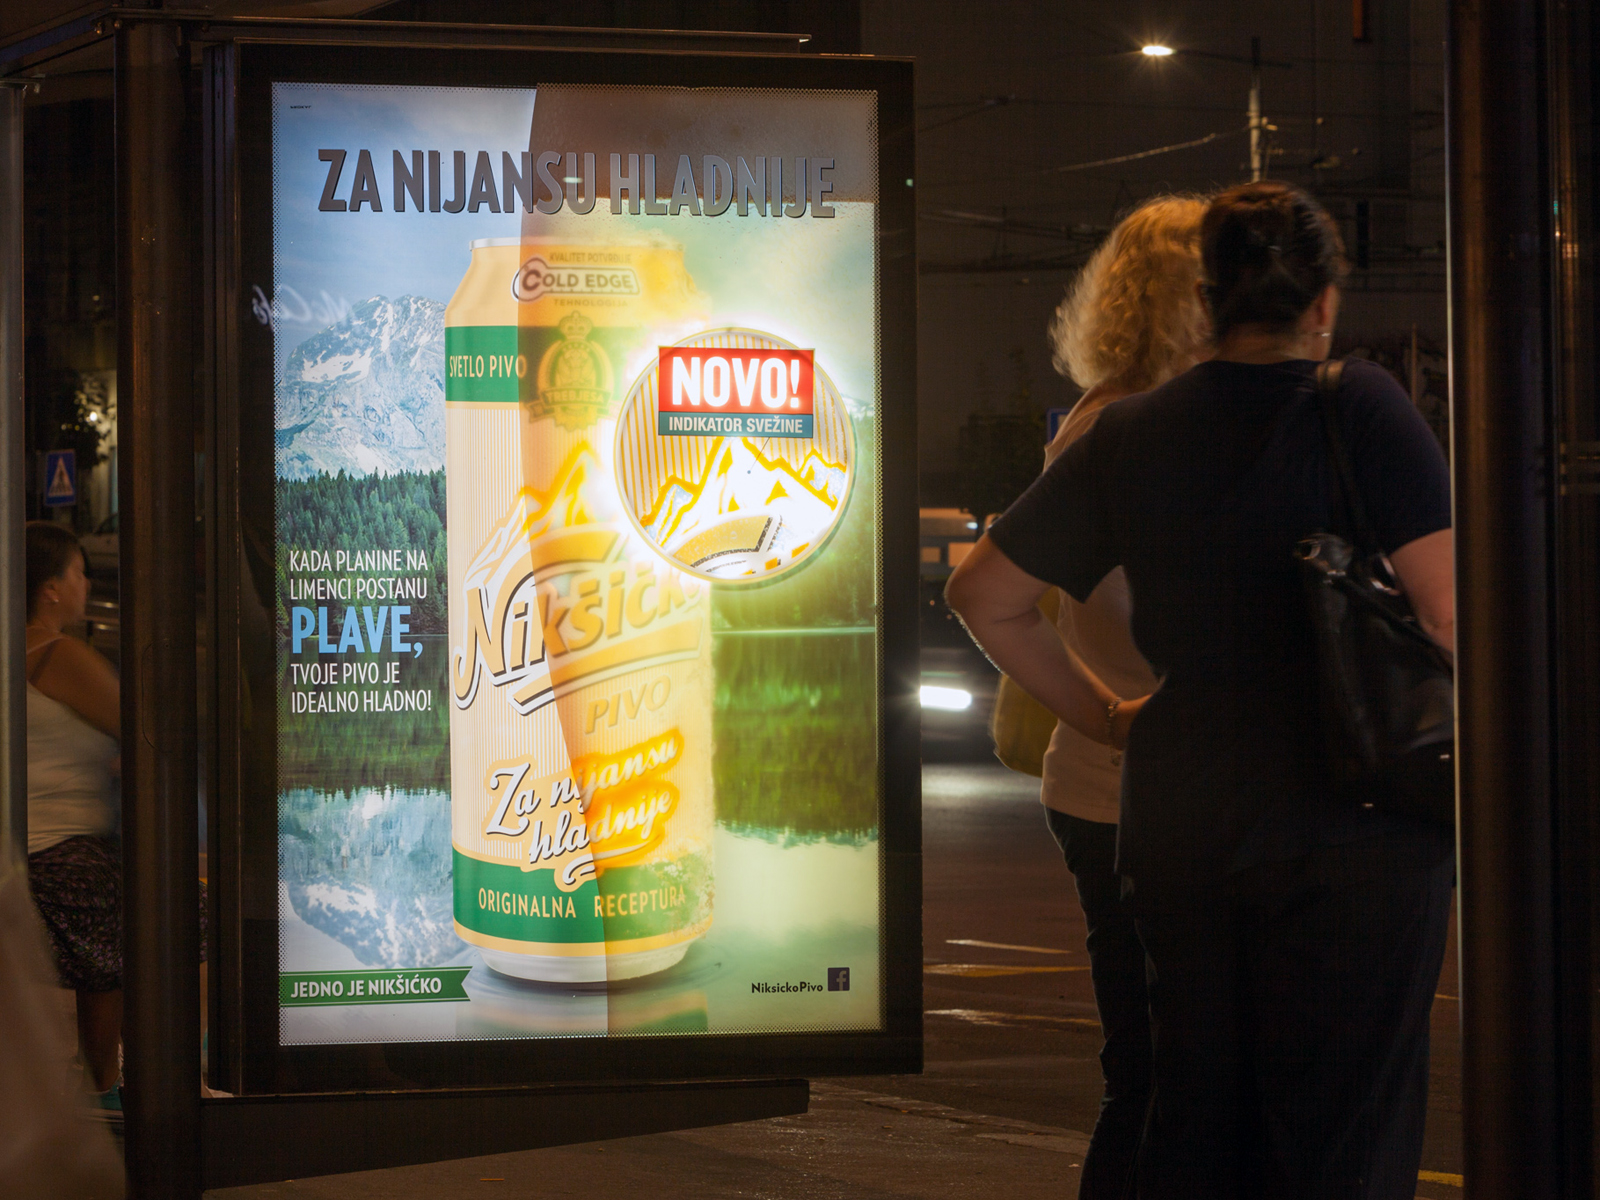 ZA NIJANSU HLADNIJE
KVALITET POTVRĐUJE
COLD EDGE
TEHNOLOGIJA
SVETLO PIVO
TREBJESA
NOVO!
INDIKATOR SVEŽINE
KADA PLANINE NA
LIMENCI POSTANU
PLAVE,
TVOJE PIVO JE
IDEALNO HLADNO!
Nikšićko
PIVO
Za nijansu
hladnije
ORIGINALNA RECEPTURA
JEDNO JE NIKŠIĆKO
NiksickoPivo f